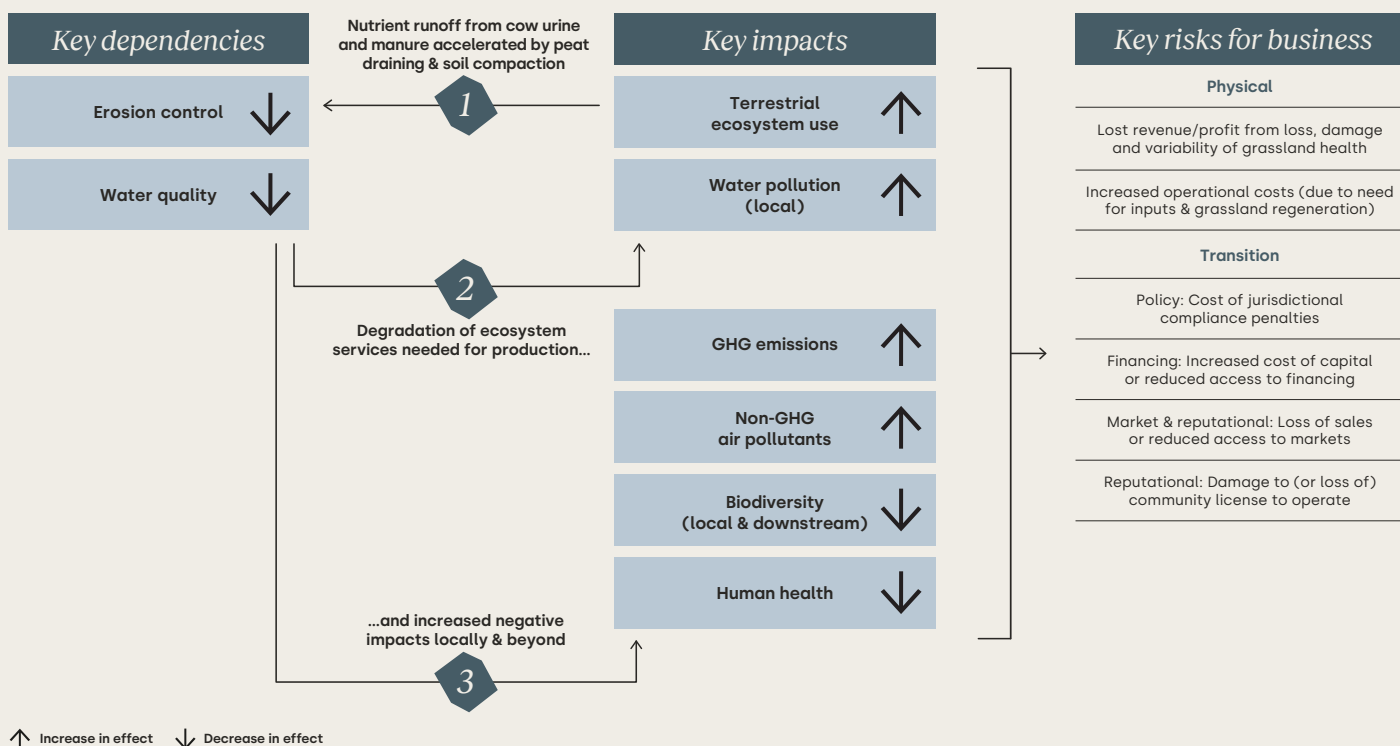 Key dependencies
Erosion control
Water quality
Nutrient runoff from cow urine
and manure accelerated by peat
draining & soil compaction
1
2
Degradation of ecosystem
services needed for production...
...and increased negative
impacts locally & beyond
3
Key impacts
Terrestrial
ecosystem use
Water pollution
(local)
GHG emissions
Non-GHG
air pollutants
Biodiversity
(local & downstream)
Human health
Key risks for business
Physical
Lost revenue/profit from loss, damage
and variability of grassland health
Increased operational costs (due to need
for inputs & grassland regeneration)
Transition
Policy: Cost of jurisdictional
compliance penalties
Financing: Increased cost of capital
or reduced access to financing
Market & reputational: Loss of sales
or reduced access to markets
Reputational: Damage to (or loss of)
community license to operate
Increase in effect
Decrease in effect